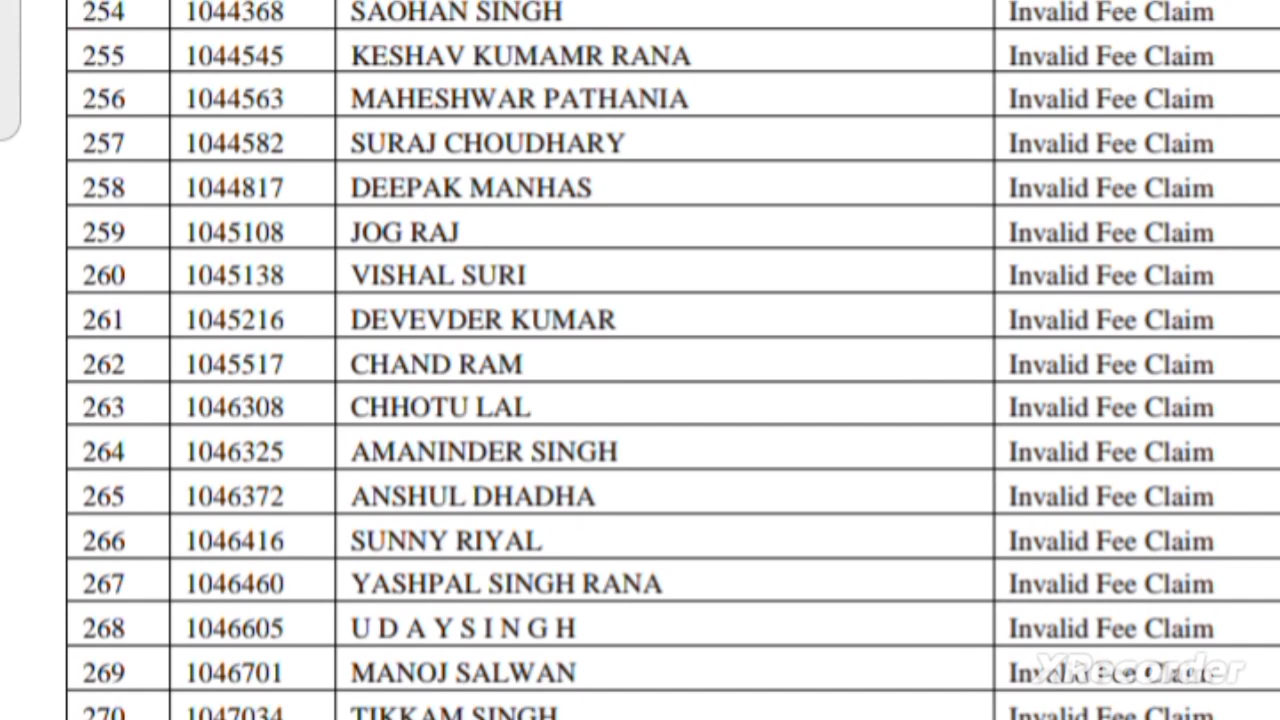 254 1044368 SAOHAN SINGH Invalid Fee Claim
255 1044545 KESHAV KUMAMR RANA Invalid Fee Claim
256 1044563 MAHESHWAR PATHANIA Invalid Fee Claim
257 1044582 SURAJ CHOUDHARY Invalid Fee Claim
258 1044817 DEEPAK MANHAS Invalid Fee Claim
259 1045108 JOG RAJ Invalid Fee Claim
260 1045138 VISHAL SURI Invalid Fee Claim
261 1045216 DEVEVDER KUMAR Invalid Fee Claim
262 1045517 CHAND RAM Invalid Fee Claim
263 1046308 CHHOTU LAL Invalid Fee Claim
264 1046325 AMANINDER SINGH Invalid Fee Claim
265 1046372 ANSHUL DHADHA Invalid Fee Claim
266 1046416 SUNNY RIYAL Invalid Fee Claim
267 1046460 YASHPAL SINGH RANA Invalid Fee Claim
268 1046605 U D A Y S I N G H Invalid Fee Claim
269 1046701 MANOJ SALWAN Invalid Fee Claim
XRecorder
270 1047034 TIKKAM SINGH Invalid Fee Claim